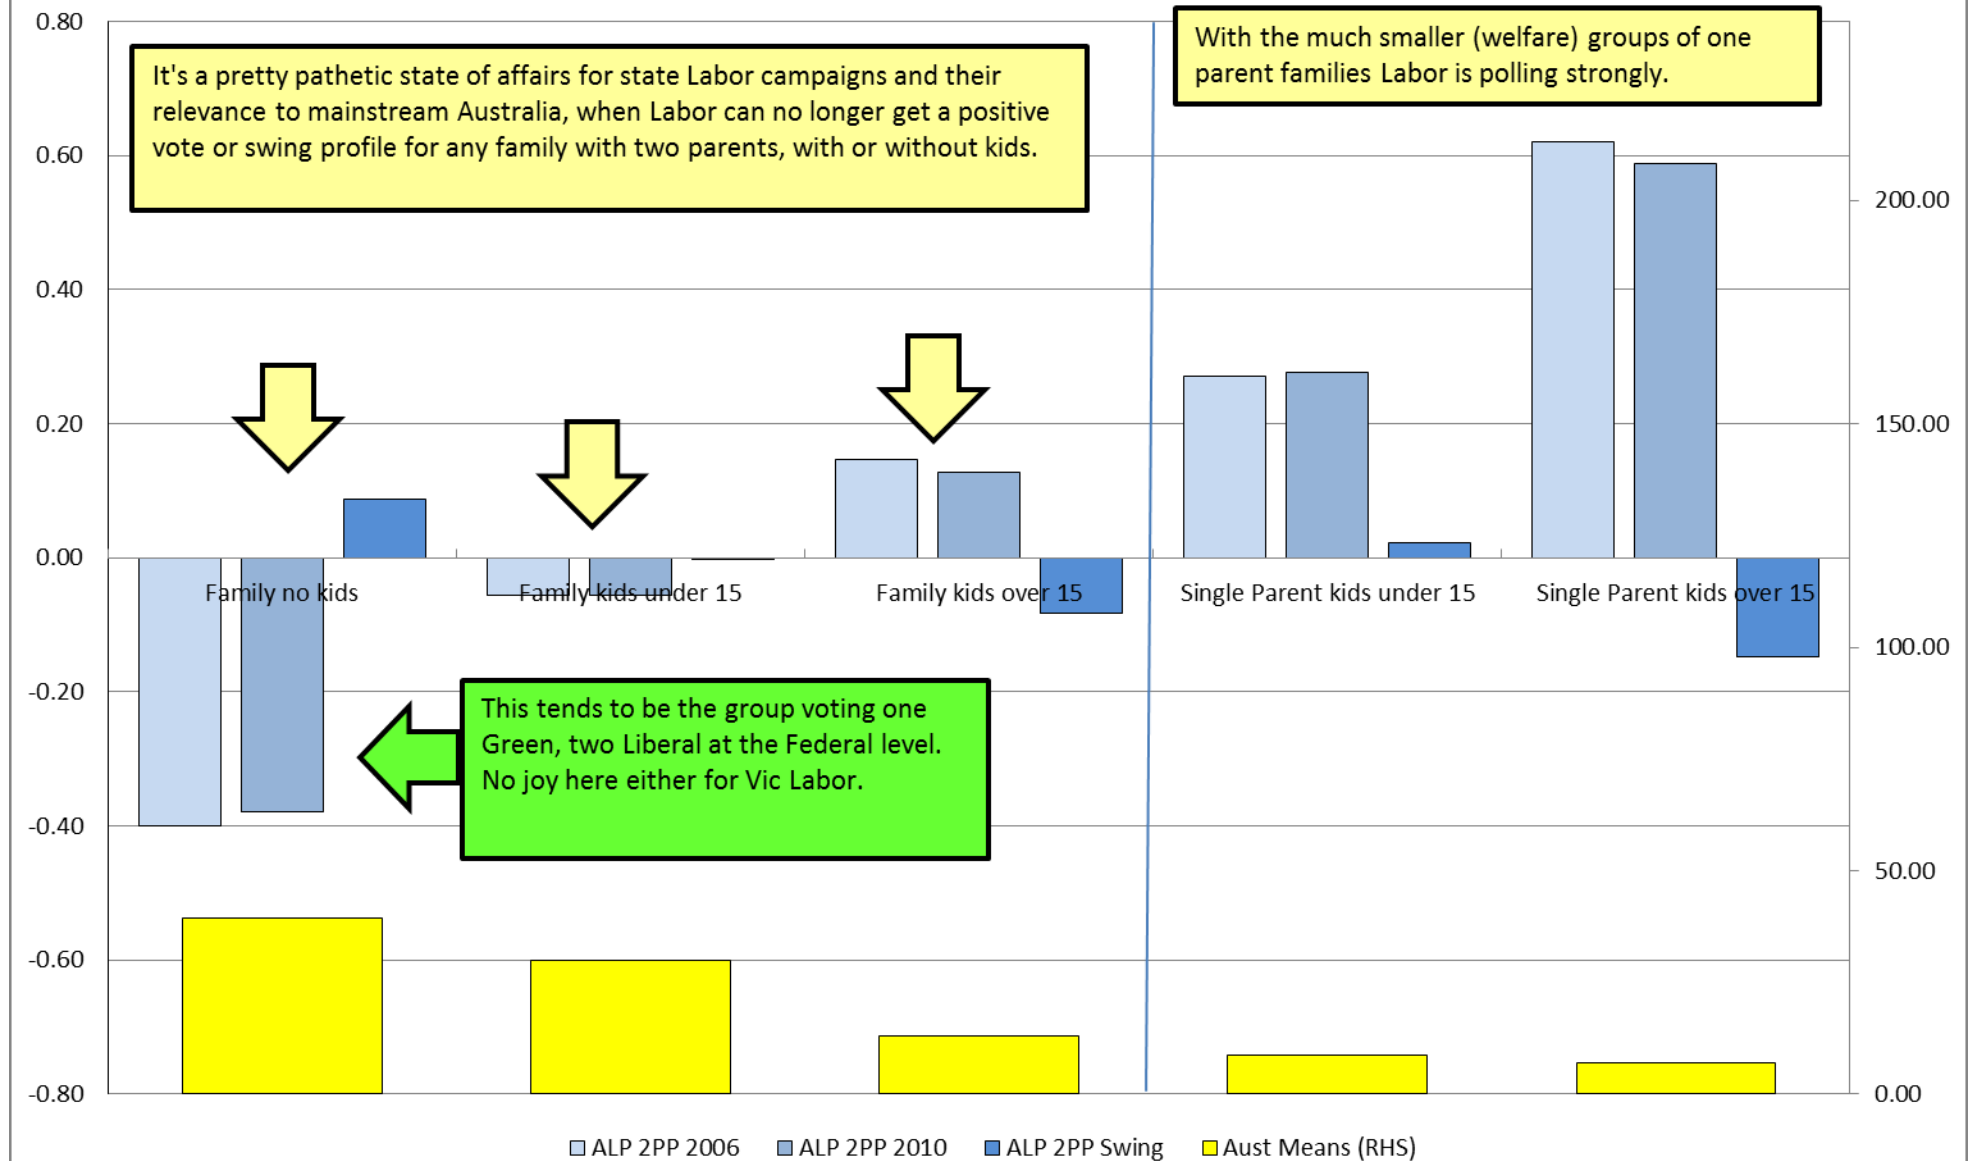 0.80
0.60
0.40
0.20
0.00
-0.20
-0.40
-0.60
-0.80
It's a pretty pathetic state of affairs for state Labor campaigns and their
relevance to mainstream Australia, when Labor can no longer get a positive
vote or swing profile for any family with two parents, with or without kids.
With the much smaller (welfare) groups of one
parent families Labor is polling strongly.
200.00
150.00
100.00
50.00
0.00
Family no kids
Family kids under 15
Family kids over 15
Single Parent kids under 15
Single Parent kids over 15
This tends to be the group voting one
Green, two Liberal at the Federal level.
No joy here either for Vic Labor.
ALP 2PP 2006
ALP 2PP 2010
ALP 2PP Swing
Aust Means (RHS)